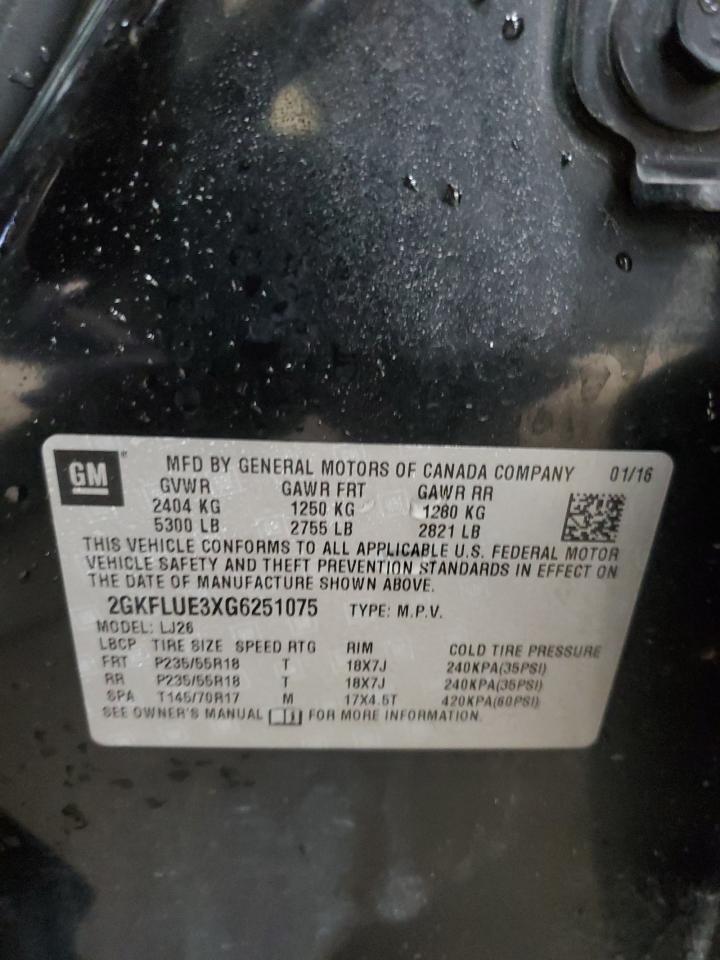 GM ® MFD BY GENERAL MOTORS OF CANADA COMPANY 01/16
GVWR GAWR FRT GAWR RR
2404 KG 1250 KG 1280 KG
5300 LB 2755 LB 2821 LB
THIS VEHICLE CONFORMS TO ALL APPLICABLE U.S. FEDERAL MOTOR
VEHICLE SAFETY AND THEFT PREVENTION STANDARDS IN EFFECT ON
THE DATE OF MANUFACTURE SHOWN ABOVE.
2GKFLUE3XG6251075 TYPE: M.P.V.
MODEL: LJ26
LBCP TIRE SIZE SPEED RTG RIM COLD TIRE PRESSURE
FRT P235/55R18 T 18X7J 240KPA(35PSI)
RR P235/55R18 T 18X7J 240KPA(35PSI)
SPA T145/70R17 M 17X4.5T 420KPA(60PSI)
SEE OWNER'S MANUAL FOR MORE INFORMATION.